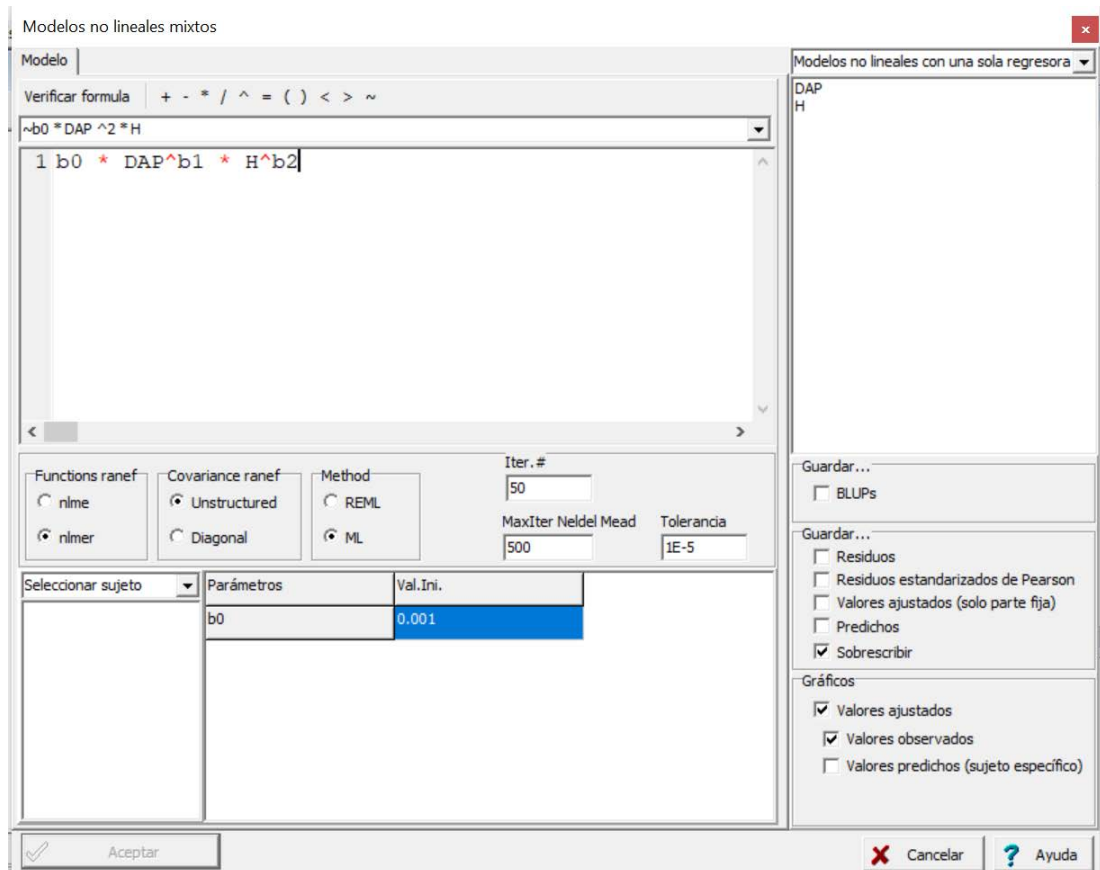 Modelos no lineales mixtos
x
Modelo
Verificar formula + - * / ^ = ( ) < > ~
~b0 * DAP ^2 * H
1 b0 * DAP^b1 * H^b2
Functions ranef
nlme
nlmer
Covariance ranef
Unstructured
Diagonal
Method
REML
ML
Iter.#
50
MaxIter Neldel Mead
500
Tolerancia
1E-5
Seleccionar sujeto
Parámetros Val.Ini.
b0 0.001
Aceptar
Modelos no lineales con una sola regresora
DAP
H
Guardar...
BLUPs
Guardar...
Residuos
Residuos estandarizados de Pearson
Valores ajustados (solo parte fija)
Predichos
Sobrescribir
Gráficos
Valores ajustados
Valores observados
Valores predichos (sujeto específico)
Cancelar
? Ayuda